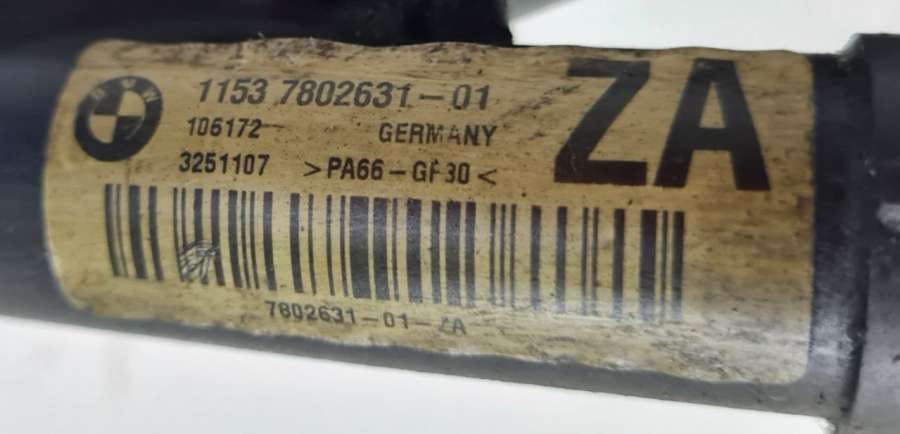 BMW
1153 7802631-01
ZA
106172
GERMANY
3251107 >PA66-GF30<
7802631-01-ZA